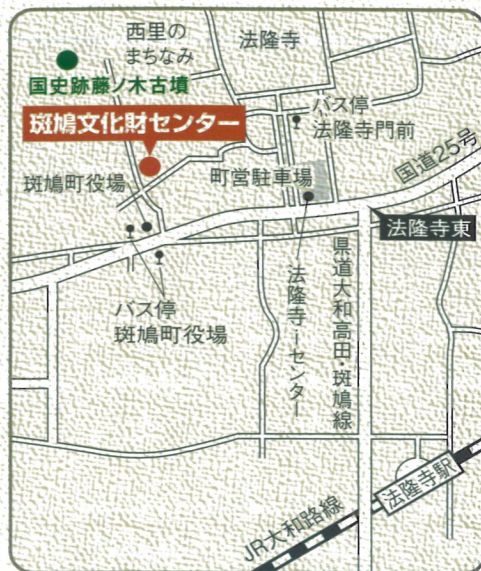 西里の
まちなみ
法隆寺
国史跡藤ノ木古墳
斑鳩文化財センター
バス停
法隆寺門前
国道25号
斑鳩町役場
町営駐車場
法隆寺東
バス停
斑鳩町役場
法隆寺iセンター
県道大和高田・斑鳩線
法隆寺駅
JR大和路線